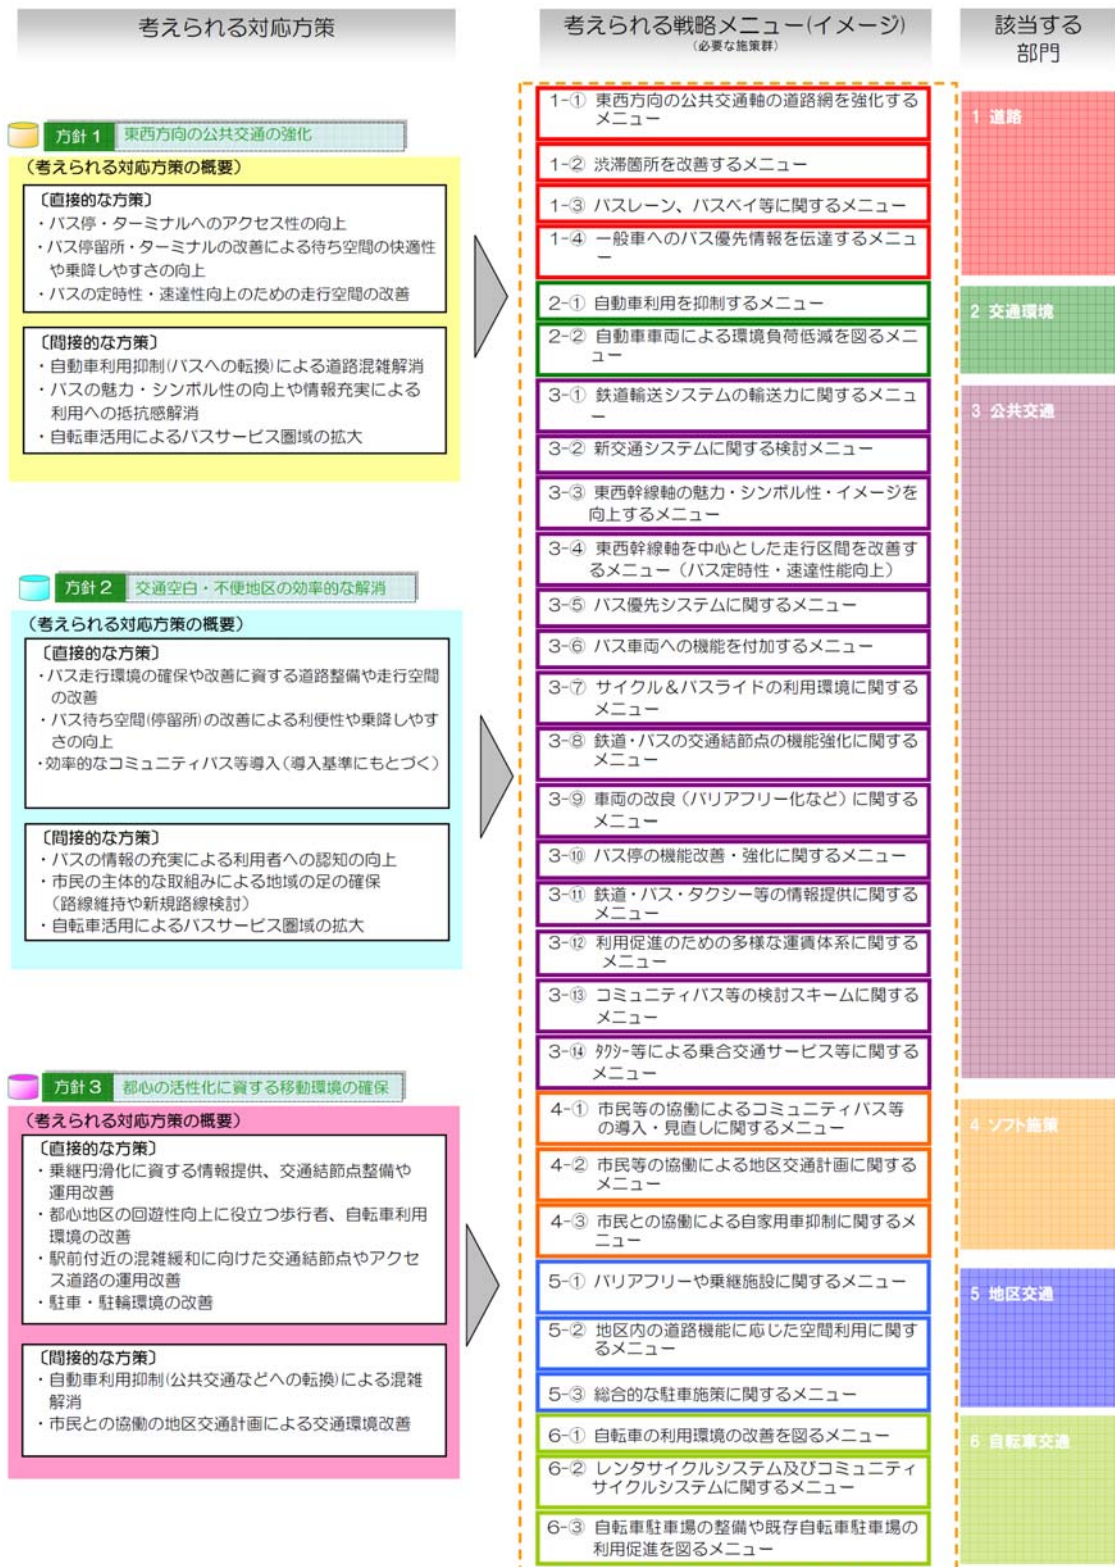 考えられる対応方策
方針1 東西方向の公共交通の強化
(考えられる対応方策の概要)
〔直接的な方策〕
・バス停・ターミナルへのアクセス性の向上
・バス停留所・ターミナルの改善による待ち空間の快適性
や乗降しやすさの向上
・バスの定時性・速達性向上のための走行空間の改善
〔間接的な方策〕
・自動車利用抑制(バスへの転換)による道路混雑解消
・バスの魅力・シンボル性の向上や情報充実による
利用への抵抗感解消
・自転車活用によるバスサービス圏域の拡大
方針2 交通空白・不便地区の効率的な解消
(考えられる対応方策の概要)
〔直接的な方策〕
・バス走行環境の確保や改善に資する道路整備や走行空間
の改善
・バス待ち空間(停留所)の改善による利便性や乗降しやす
さの向上
・効率的なコミュニティバス等導入(導入基準にもとづく)
〔間接的な方策〕
・バスの情報の充実による利用者への認知の向上
・市民の主体的な取組みによる地域の足の確保
(路線維持や新規路線検討)
・自転車活用によるバスサービス圏域の拡大
方針3 都心の活性化に資する移動環境の確保
(考えられる対応方策の概要)
〔直接的な方策〕
・乗継円滑化に資する情報提供、交通結節点整備や
運用改善
・都心地区の回遊性向上に役立つ歩行者、自転車利用
環境の改善
・駅前付近の混雑緩和に向けた交通結節点やアクセ
ス道路の運用改善
・駐車・駐輪環境の改善
〔間接的な方策〕
・自動車利用抑制(公共交通などへの転換)による混雑
解消
・市民との協働の地区交通計画による交通環境改善
考えられる戦略メニュー(イメージ)
(必要な施策群)
1-① 東西方向の公共交通軸の道路網を強化する
メニュー
1-② 渋滞箇所を改善するメニュー
1-③ バスレーン、バスベイ等に関するメニュー
1-④ 一般車へのバス優先情報を伝達するメニュ
ー
2-① 自動車利用を抑制するメニュー
2-② 自動車車両による環境負荷低減を図るメニ
ュー
3-① 鉄道輸送システムの輸送力に関するメニュ
ー
3-② 新交通システムに関する検討メニュー
3-③ 東西幹線軸の魅力・シンボル性・イメージを
向上するメニュー
3-④ 東西幹線軸を中心とした走行区間を改善す
るメニュー(バス定時性・速達性能向上)
3-⑤ バス優先システムに関するメニュー
3-⑥ バス車両への機能を付加するメニュー
3-⑦ サイクル&バスライドの利用環境に関する
メニュー
3-⑧ 鉄道・バスの交通結節点の機能強化に関する
メニュー
3-⑨ 車両の改良(バリアフリー化など)に関する
メニュー
3-⑩ バス停の機能改善・強化に関するメニュー
3-⑪ 鉄道・バス・タクシー等の情報提供に関する
メニュー
3-⑫ 利用促進のための多様な運賃体系に関する
メニュー
3-⑬ コミュニティバス等の検討スキームに関する
メニュー
3-⑭ ﾀｸｼｰ等による乗合交通サービス等に関する
メニュー
4-① 市民等の協働によるコミュニティバス等
の導入・見直しに関するメニュー
4-② 市民等の協働による地区交通計画に関する
メニュー
4-③ 市民との協働による自家用車抑制に関するメ
ニュー
5-① バリアフリーや乗継施設に関するメニュー
5-② 地区内の道路機能に応じた空間利用に関す
るメニュー
5-③ 総合的な駐車施策に関するメニュー
6-① 自転車の利用環境の改善を図るメニュー
6-② レンタサイクルシステム及びコミュニティ
サイクルシステムに関するメニュー
6-③ 自転車駐車場の整備や既存自転車駐車場の
利用促進を図るメニュー
該当する
部門
1 道路
2 交通環境
3 公共交通
4 ソフト施策
5 地区交通
6 自転車交通